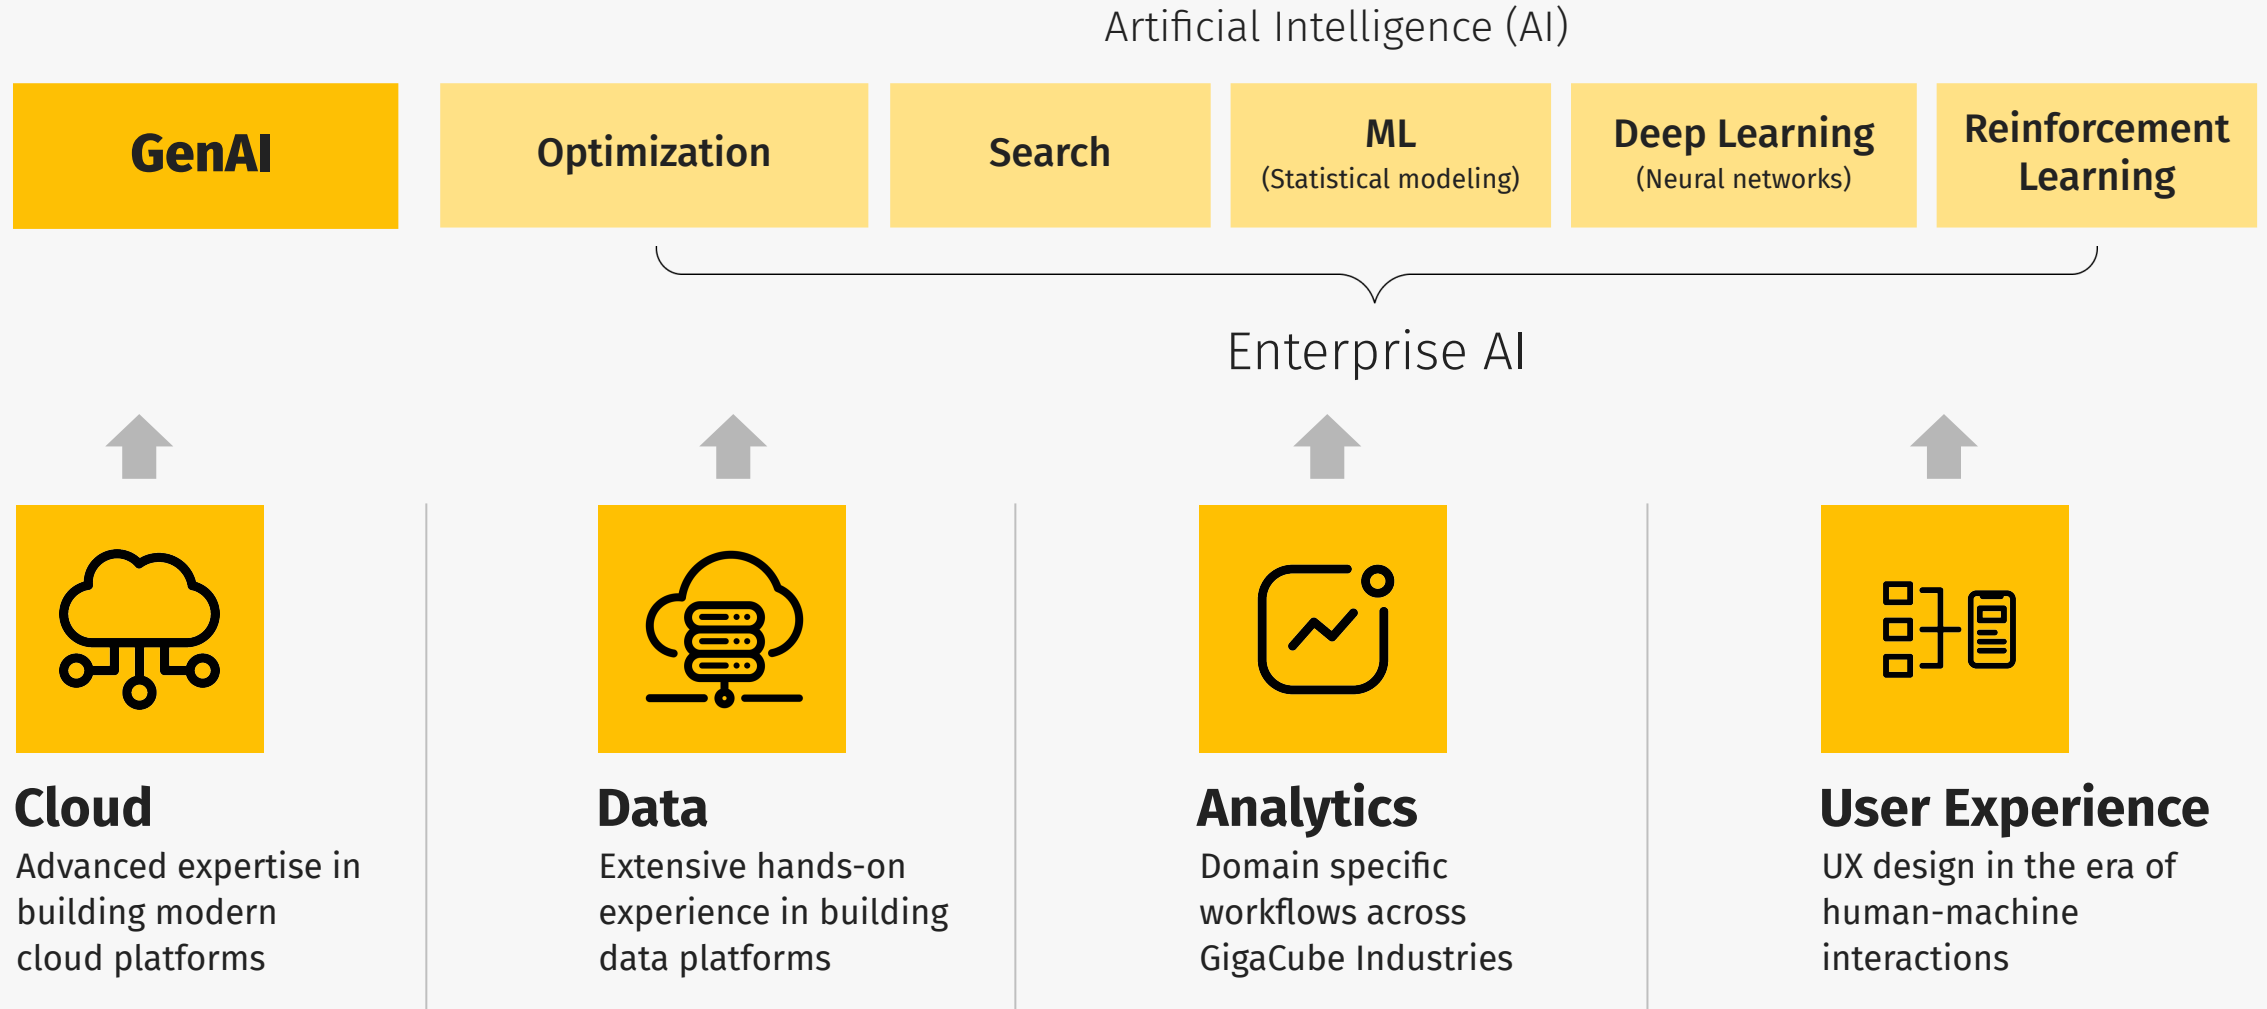 Artificial Intelligence (AI)
GenAI
Optimization
Search
ML
(Statistical modeling)
Deep Learning
(Neural networks)
Reinforcement
Learning
Enterprise AI
Cloud
Advanced expertise in
building modern
cloud platforms
Data
Extensive hands-on
experience in building
data platforms
Analytics
Domain specific
workflows across
GigaCube Industries
User Experience
UX design in the era of
human-machine
interactions